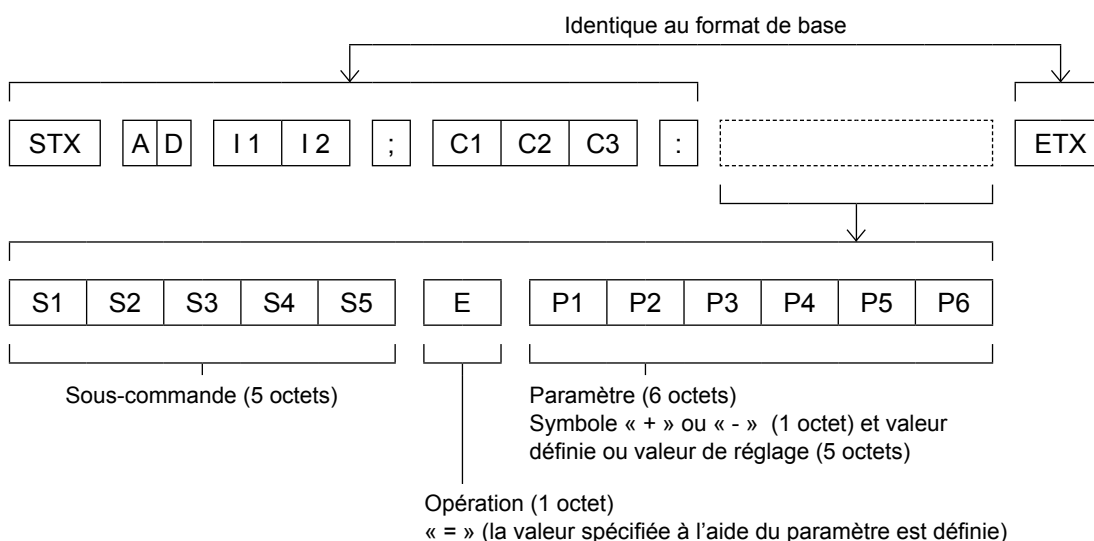 Identique au format de base
STX A D I 1 I 2 ; C1 C2 C3 : ETX
S1 S2 S3 S4 S5 E P1 P2 P3 P4 P5 P6
Sous-commande (5 octets)
Paramètre (6 octets)
Symbole « + » ou « - » (1 octet) et valeur
définie ou valeur de réglage (5 octets)
Opération (1 octet)
« = » (la valeur spécifiée à l’aide du paramètre est définie)